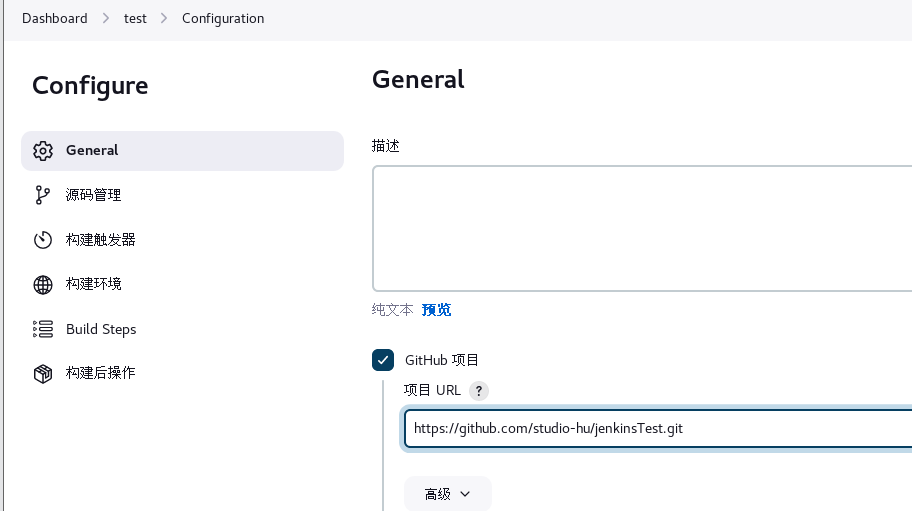 Dashboard > test > Configuration
Configure
General
源码管理
构建触发器
构建环境
Build Steps
构建后操作
General
描述
纯文本 预览
GitHub 项目
项目 URL ?
https://github.com/studio-hu/jenkinsTest.git
高级